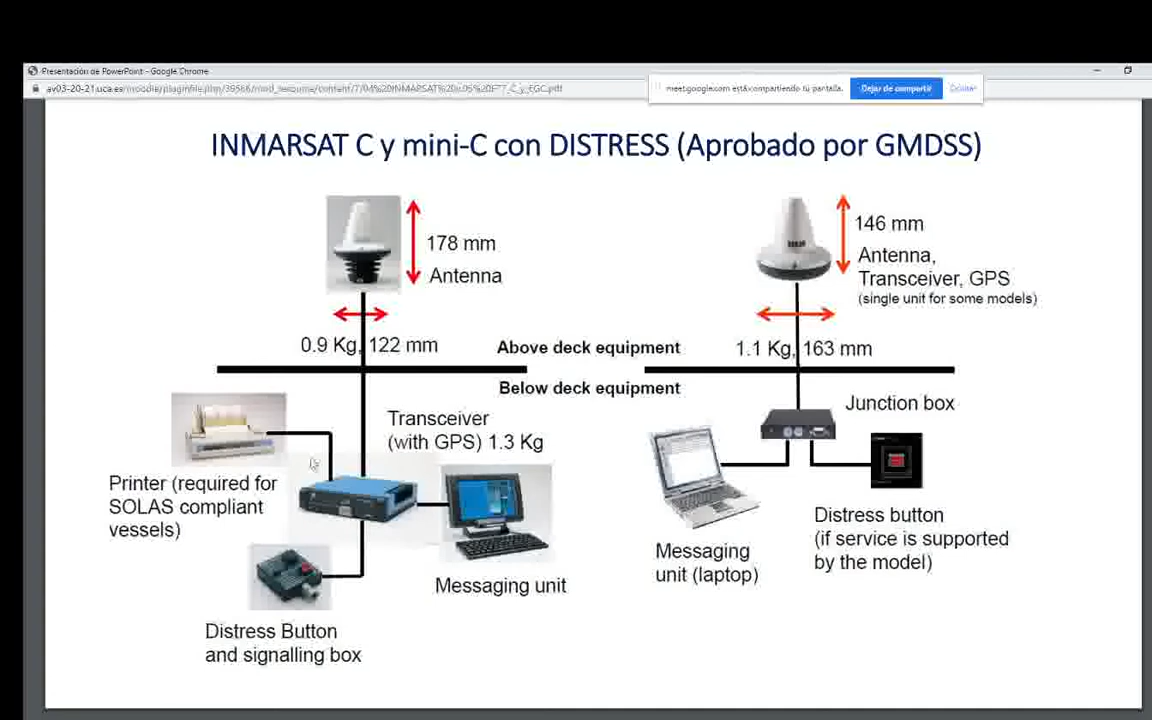 Presentación de PowerPoint - Google Chrome
meet.google.com está compartiendo tu pantalla.
Dejar de compartir
Ocultar
INMARSAT C y mini-C con DISTRESS (Aprobado por GMDSS)
178 mm
Antenna
146 mm
Antenna,
Transceiver, GPS
(single unit for some models)
0.9 Kg, 122 mm
Above deck equipment
1.1 Kg, 163 mm
Below deck equipment
Transceiver
(with GPS) 1.3 Kg
Junction box
Printer (required for
SOLAS compliant
vessels)
Messaging unit
Distress Button
and signalling box
Messaging
unit (laptop)
Distress button
(if service is supported
by the model)